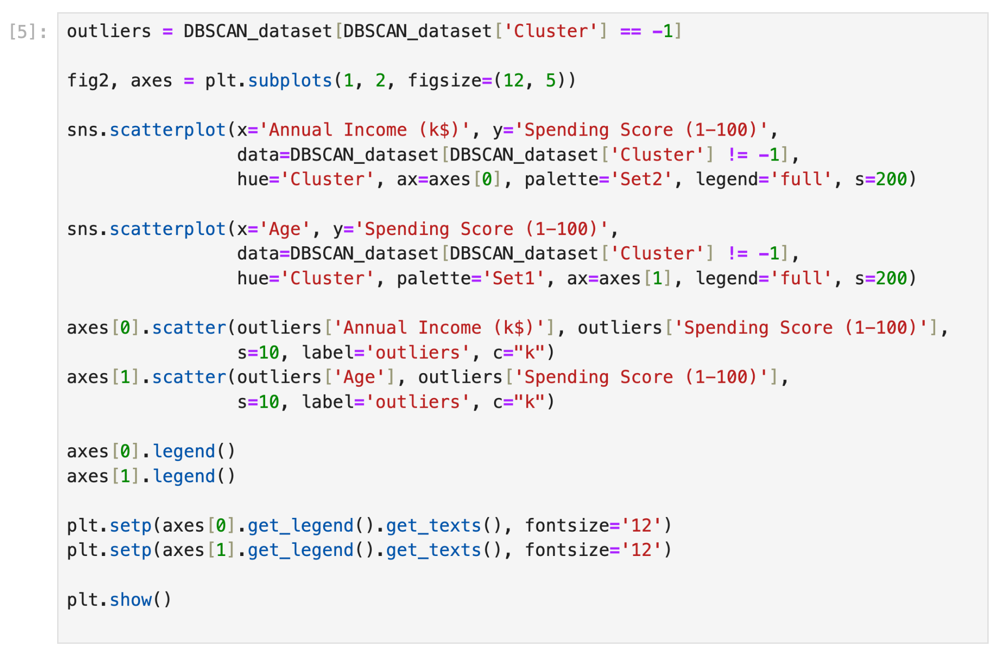 [5]:
outliers = DBSCAN_dataset[DBSCAN_dataset['Cluster'] == -1]
fig2, axes = plt.subplots(1, 2, figsize=(12, 5))
sns.scatterplot(x='Annual Income (k$)', y='Spending Score (1-100)',
data=DBSCAN_dataset[DBSCAN_dataset['Cluster'] != -1],
hue='Cluster', ax=axes[0], palette='Set2', legend='full', s=200)
sns.scatterplot(x='Age', y='Spending Score (1-100)',
data=DBSCAN_dataset[DBSCAN_dataset['Cluster'] != -1],
hue='Cluster', palette='Set1', ax=axes[1], legend='full', s=200)
axes[0].scatter(outliers['Annual Income (k$)'], outliers['Spending Score (1-100)'],
s=10, label='outliers', c="k")
axes[1].scatter(outliers['Age'], outliers['Spending Score (1-100)'],
s=10, label='outliers', c="k")
axes[0].legend()
axes[1].legend()
plt.setp(axes[0].get_legend().get_texts(), fontsize='12')
plt.setp(axes[1].get_legend().get_texts(), fontsize='12')
plt.show()